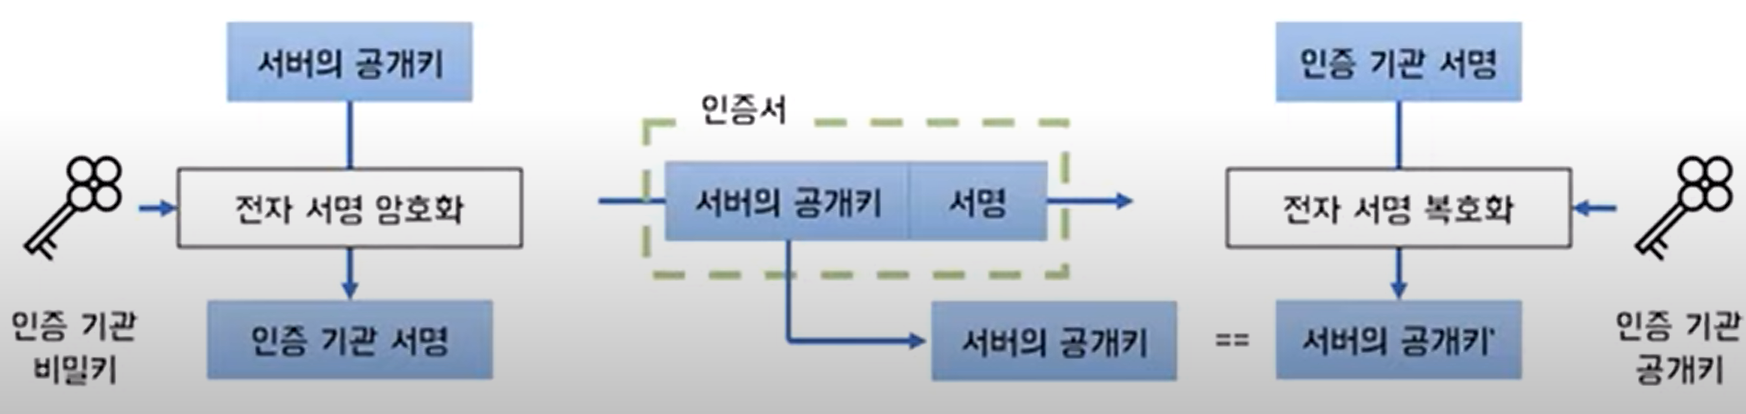 서버의 공개키
전자 서명 암호화
인증 기관
비밀키
인증 기관 서명
인증서
서버의 공개키 서명
서버의 공개키 == 서버의 공개키'
인증 기관 서명
전자 서명 복호화
인증 기관
공개키